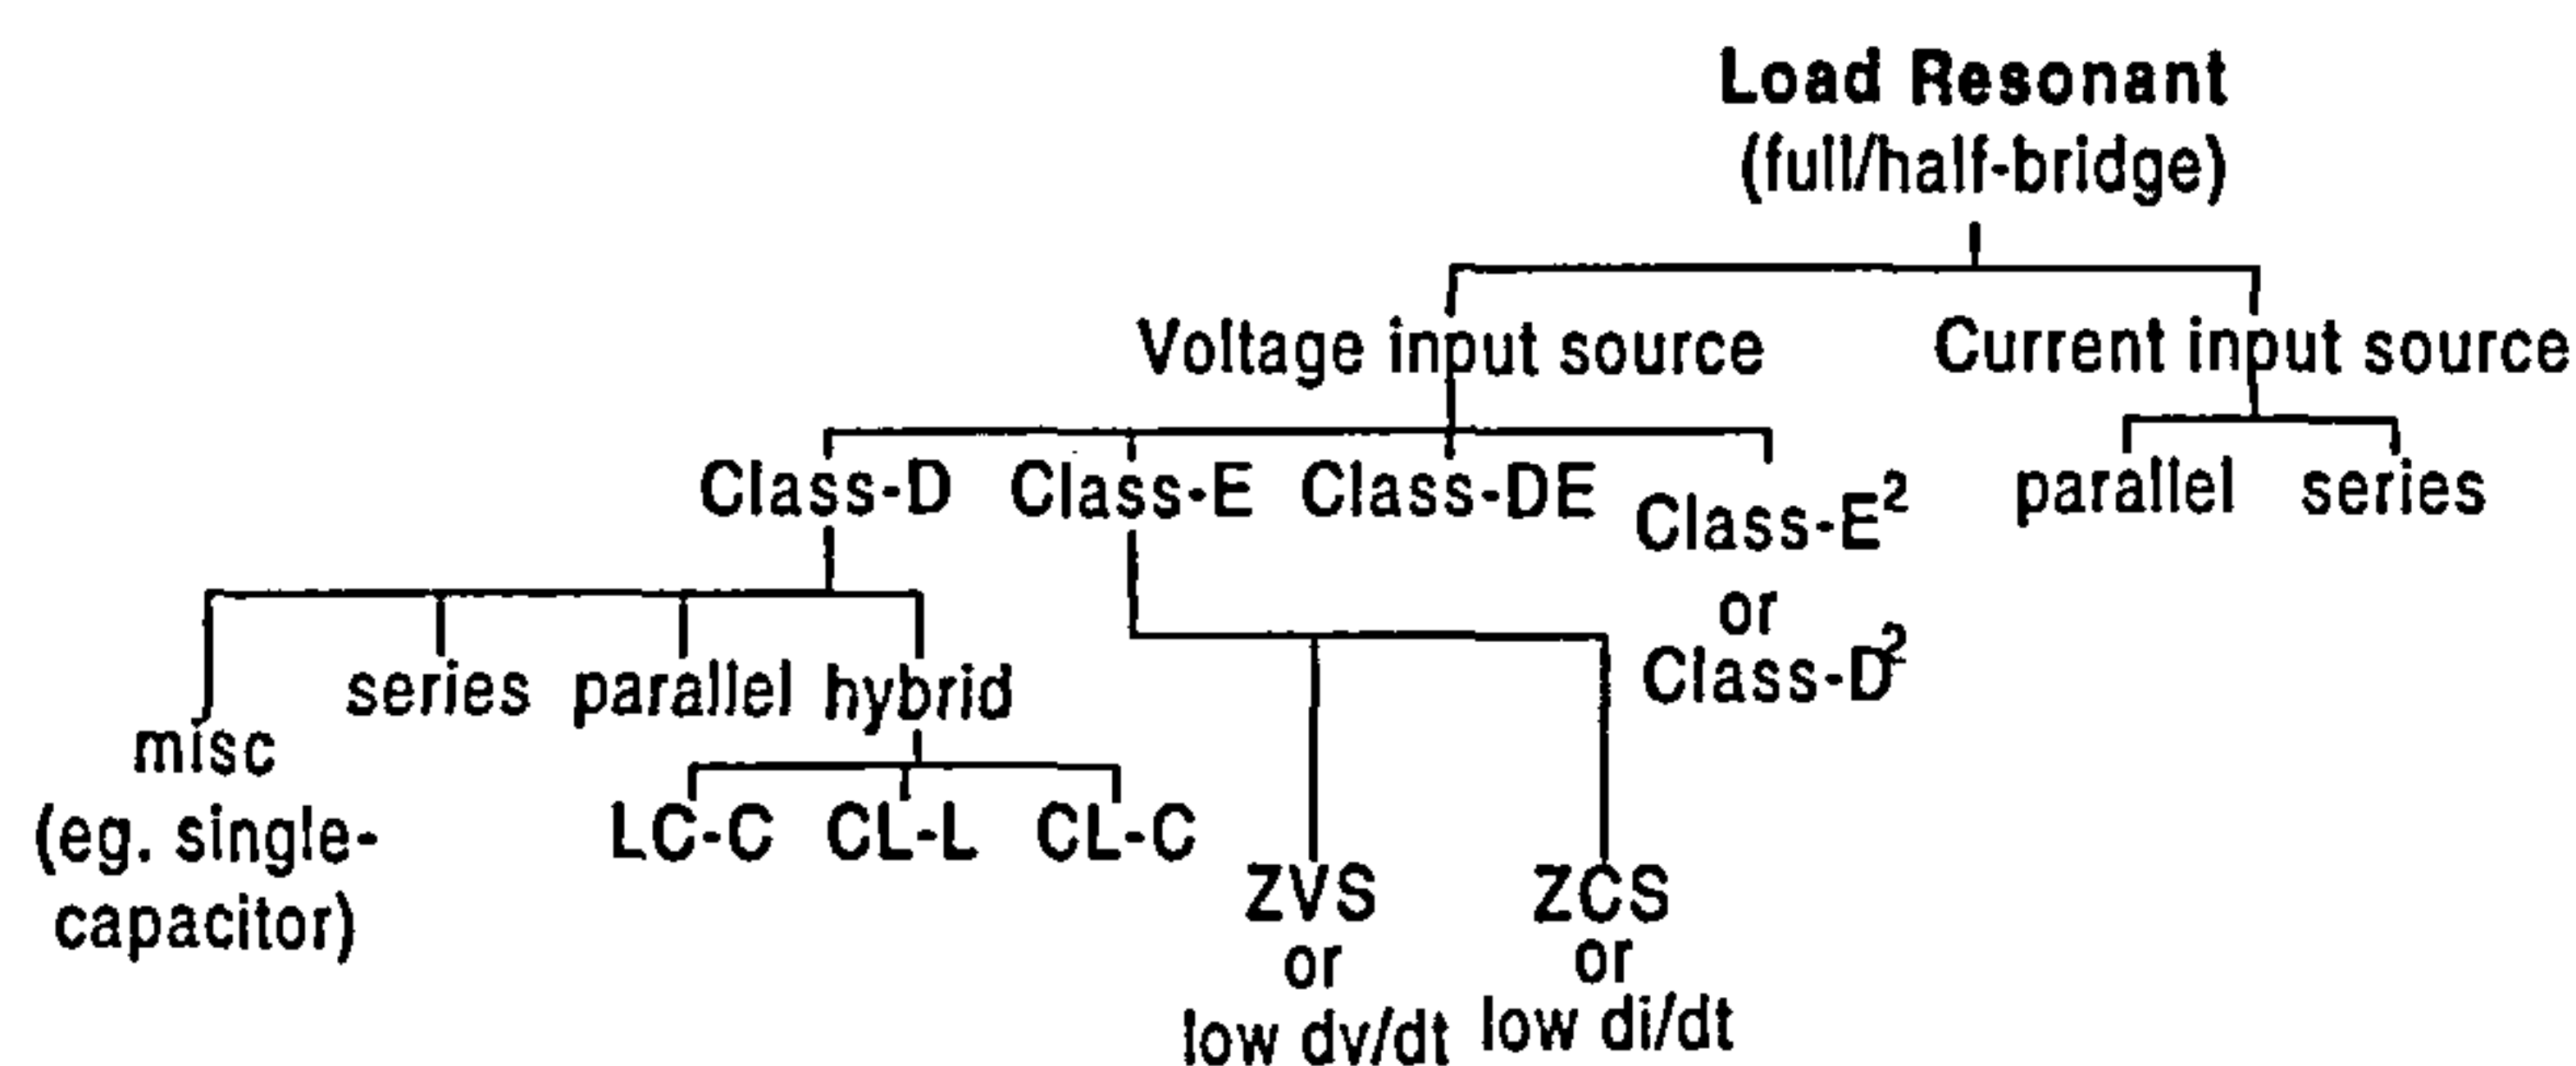 Load Resonant
(full/half-bridge)
Voltage input source
Current input source
Class-D
Class-E
Class-DE
Class-E²
or
Class-D²
parallel
series
misc
(eg. single-
capacitor)
series
parallel
hybrid
LC-C
CL-L
CL-C
ZVS
or
low dv/dt
ZCS
or
low di/dt